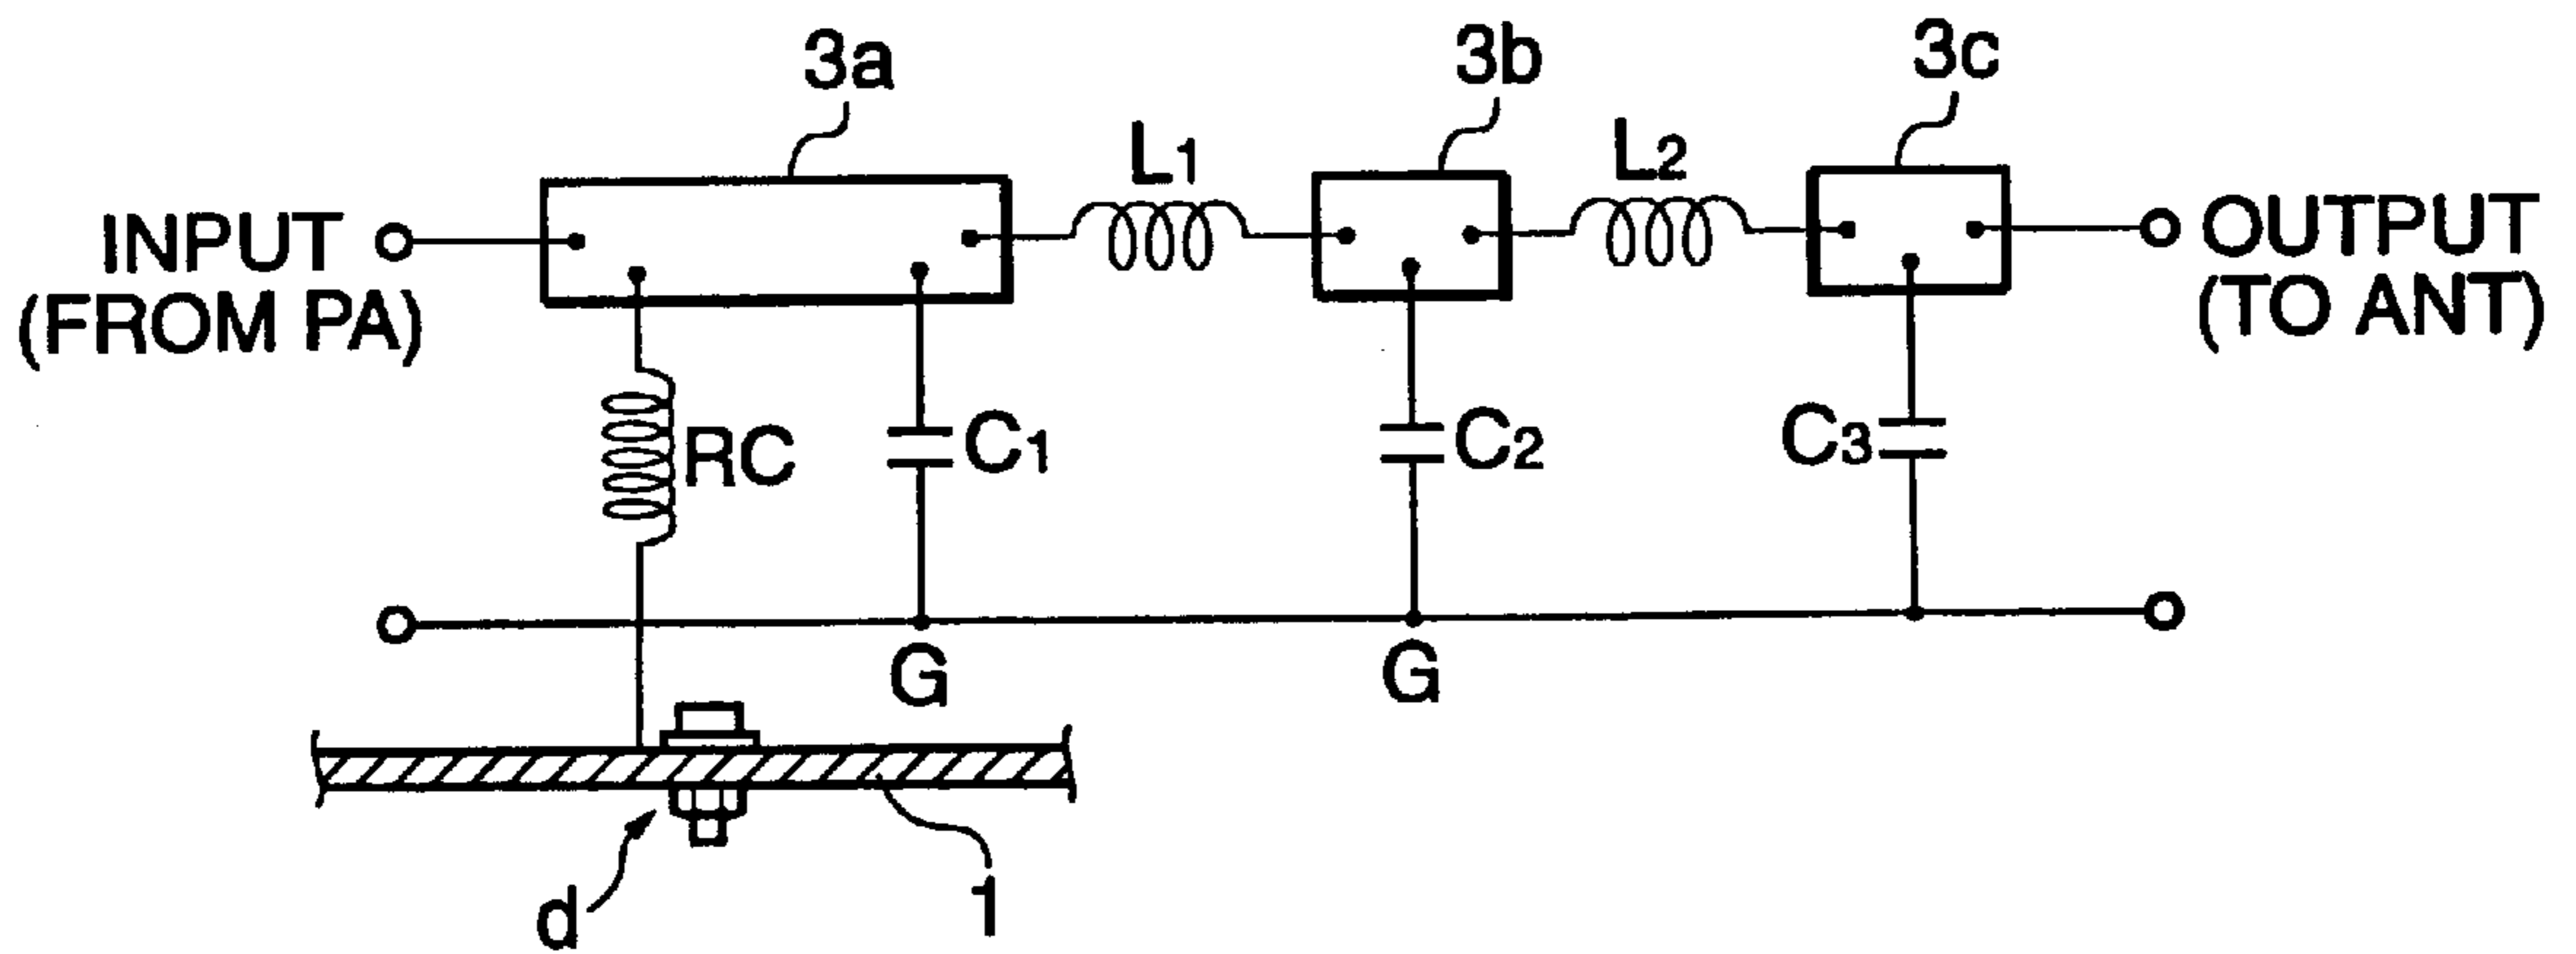 3a
3b
3c
L1
L2
INPUT
(FROM PA)
OUTPUT
(TO ANT)
RC
C1
C2
C3
G
G
d
1